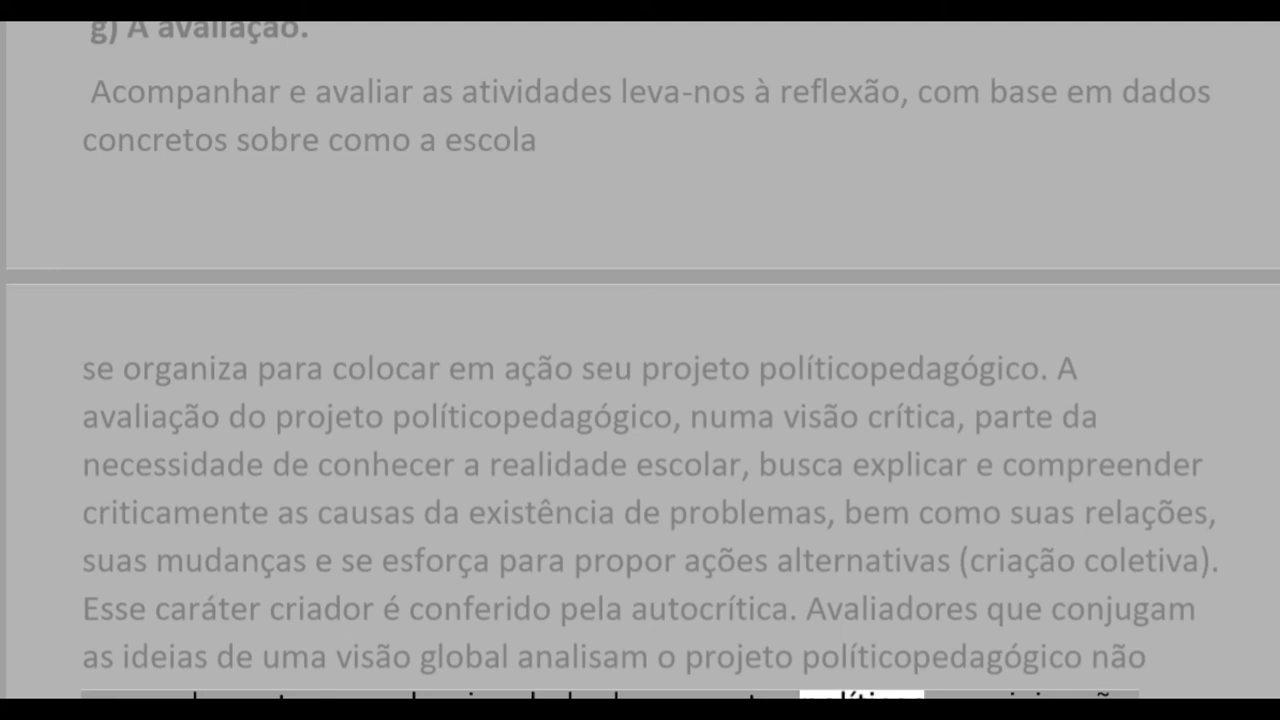 g) A avaliação.
Acompanhar e avaliar as atividades leva-nos à reflexão, com base em dados
concretos sobre como a escola
se organiza para colocar em ação seu projeto políticopedagógico. A
avaliação do projeto políticopedagógico, numa visão crítica, parte da
necessidade de conhecer a realidade escolar, busca explicar e compreender
criticamente as causas da existência de problemas, bem como suas relações,
suas mudanças e se esforça para propor ações alternativas (criação coletiva).
Esse caráter criador é conferido pela autocrítica. Avaliadores que conjugam
as ideias de uma visão global analisam o projeto políticopedagógico não